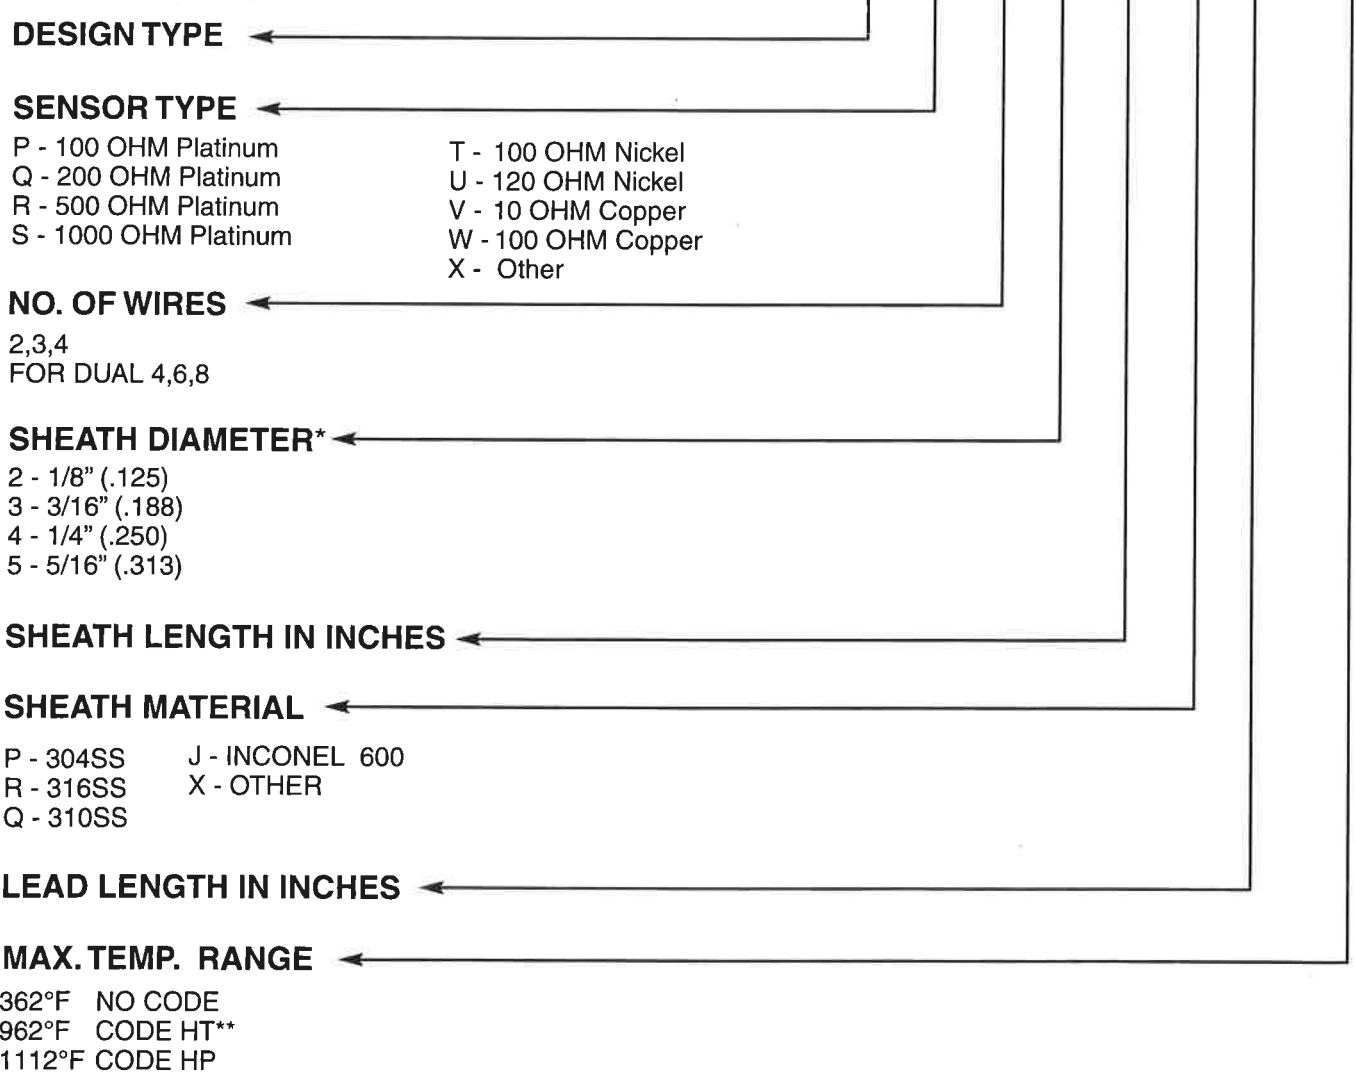 DESIGN TYPE
SENSOR TYPE
P - 100 OHM Platinum
Q - 200 OHM Platinum
R - 500 OHM Platinum
S - 1000 OHM Platinum
T - 100 OHM Nickel
U - 120 OHM Nickel
V - 10 OHM Copper
W - 100 OHM Copper
X - Other
NO. OF WIRES
2,3,4
FOR DUAL 4,6,8
SHEATH DIAMETER*
2 - 1/8” (.125)
3 - 3/16” (.188)
4 - 1/4” (.250)
5 - 5/16” (.313)
SHEATH LENGTH IN INCHES
SHEATH MATERIAL
P - 304SS
R - 316SS
Q - 310SS
J - INCONEL 600
X - OTHER
LEAD LENGTH IN INCHES
MAX. TEMP. RANGE
362°F NO CODE
962°F CODE HT**
1112°F CODE HP